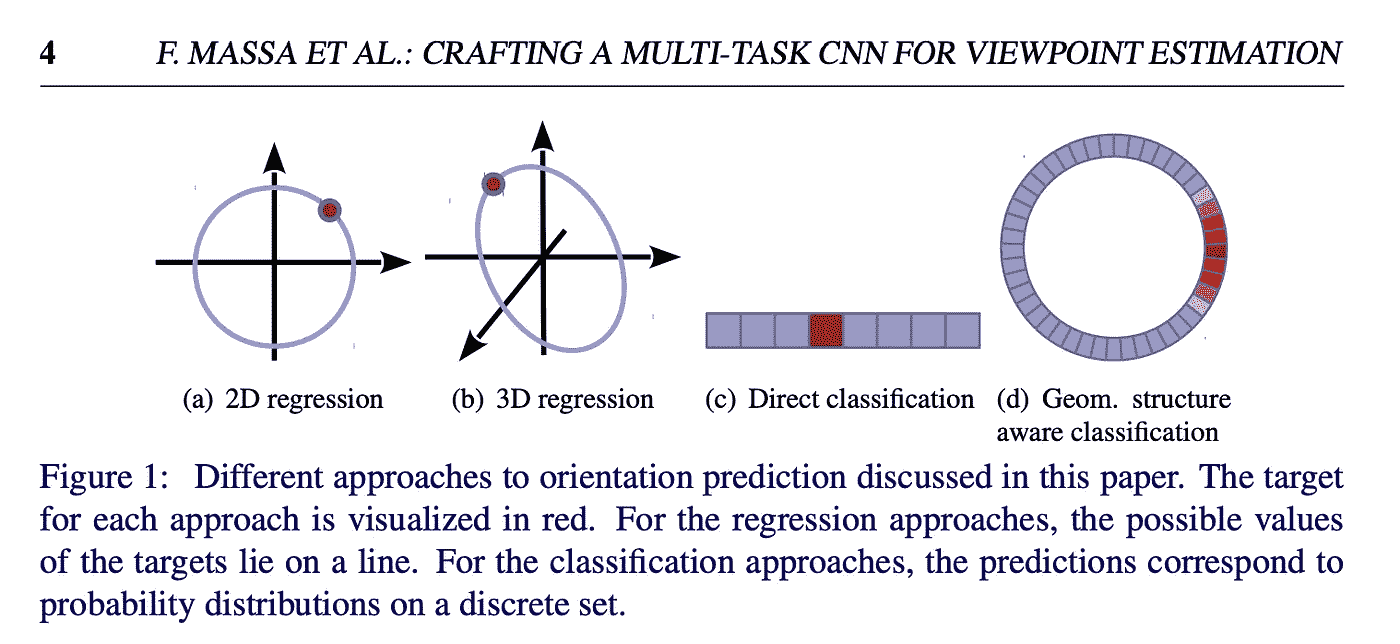 4 F. MASSA ET AL.: CRAFTING A MULTI-TASK CNN FOR VIEWPOINT ESTIMATION
(a) 2D regression
(b) 3D regression
(c) Direct classification
(d) Geom. structure
aware classification
Figure 1: Different approaches to orientation prediction discussed in this paper. The target
for each approach is visualized in red. For the regression approaches, the possible values
of the targets lie on a line. For the classification approaches, the predictions correspond to
probability distributions on a discrete set.